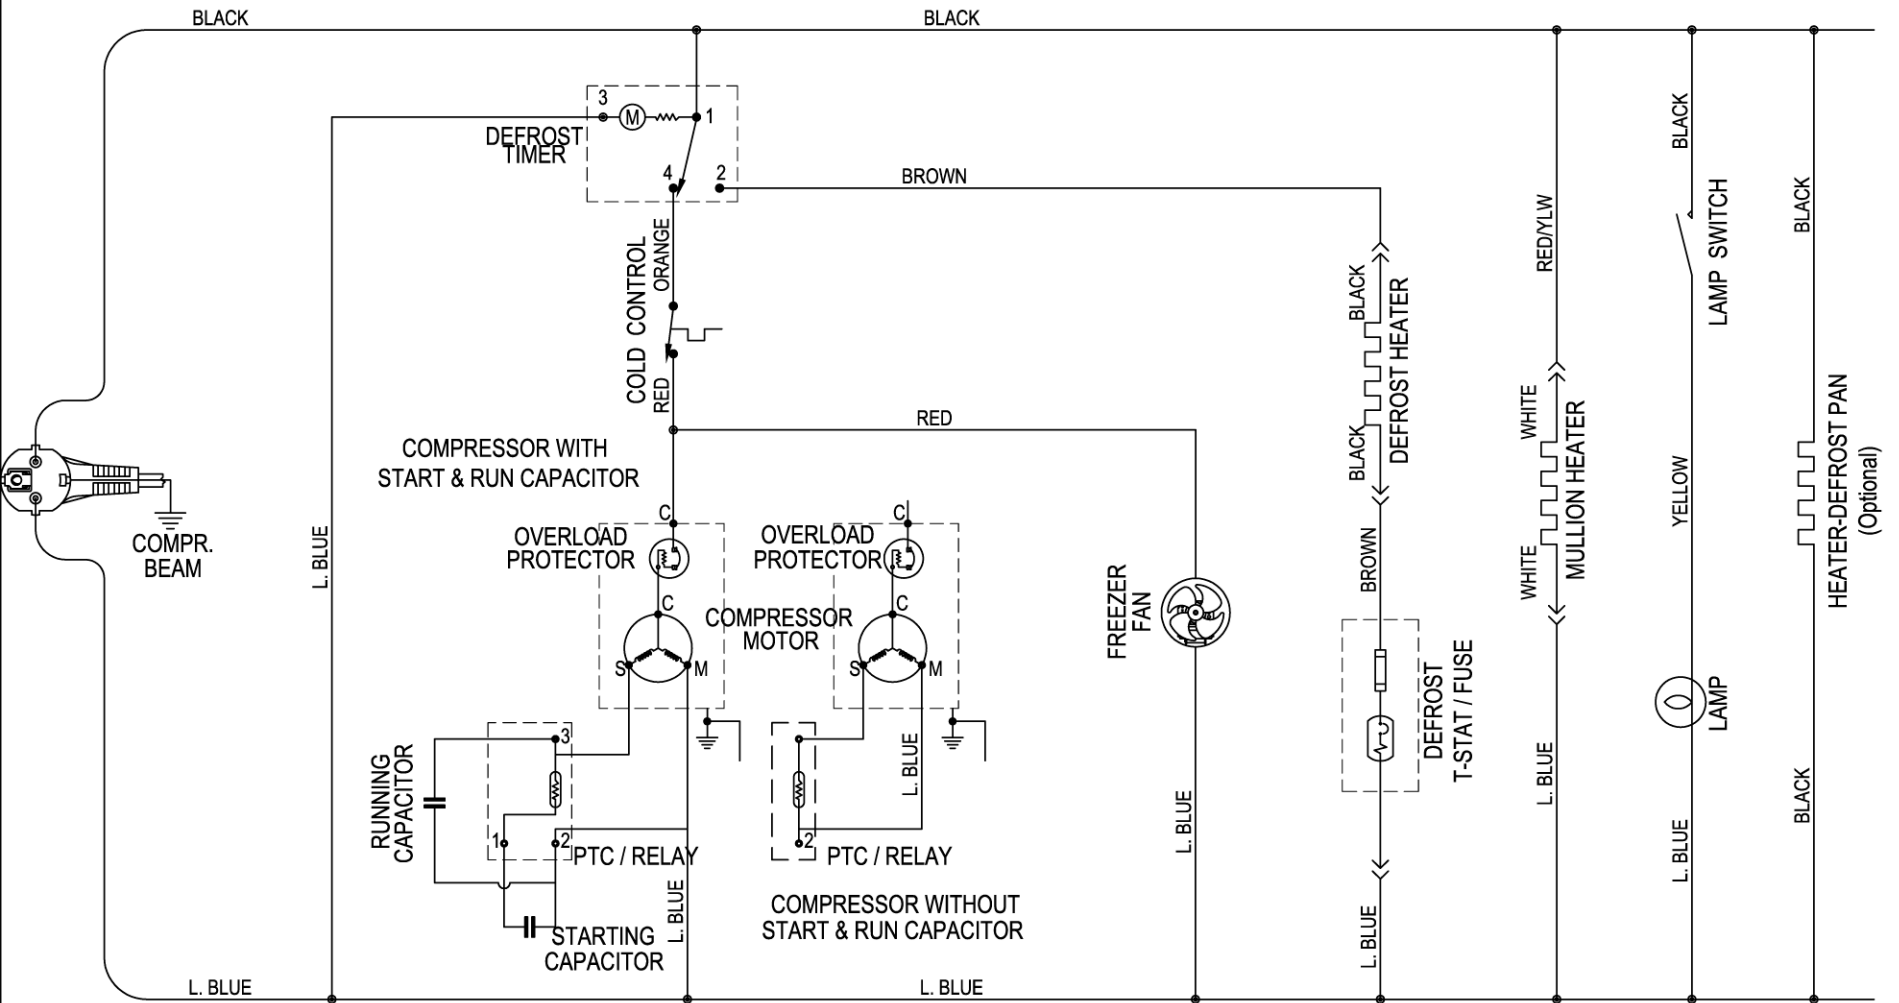 BLACK
BLACK
3
M
1
DEFROST
TIMER
4
2
BROWN
ORANGE
COLD CONTROL
RED
RED
BLACK
DEFROST HEATER
BLACK
RED/YLW
WHITE
MULLION HEATER
WHITE
BLACK
LAMP SWITCH
YELLOW
BLACK
HEATER-DEFROST PAN
(Optional)
COMPRESSOR WITH
START & RUN CAPACITOR
COMPR.
BEAM
L. BLUE
C
OVERLOAD
PROTECTOR
C
S
M
C
OVERLOAD
PROTECTOR
C
COMPRESSOR
MOTOR
S
M
FREEZER
FAN
BROWN
DEFROST
T-STAT / FUSE
LAMP
RUNNING
CAPACITOR
3
1
2
PTC / RELAY
L. BLUE
STARTING
CAPACITOR
L. BLUE
2
PTC / RELAY
COMPRESSOR WITHOUT
START & RUN CAPACITOR
L. BLUE
L. BLUE
L. BLUE
L. BLUE
BLACK
L. BLUE
L. BLUE